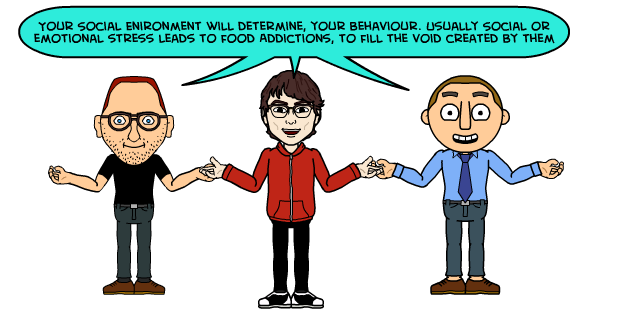 YOUR SOCIAL ENIRONMENT WILL DETERMINE, YOUR BEHAVIOUR. USUALLY SOCIAL OR
EMOTIONAL STRESS LEADS TO FOOD ADDICTIONS, TO FILL THE VOID CREATED BY THEM